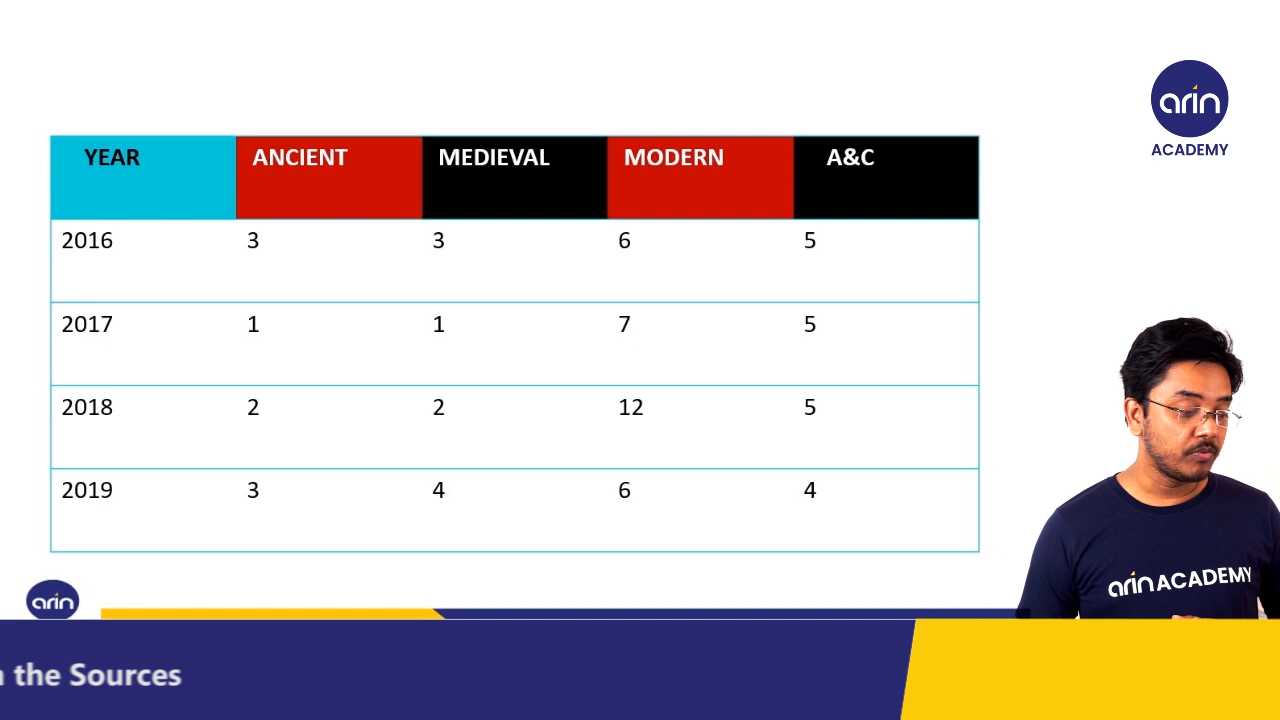 arin
ACADEMY
YEAR ANCIENT MEDIEVAL MODERN A&C
2016 3 3 6 5
2017 1 1 7 5
2018 2 2 12 5
2019 3 4 6 4
arin ACADEMY
arin
the Sources